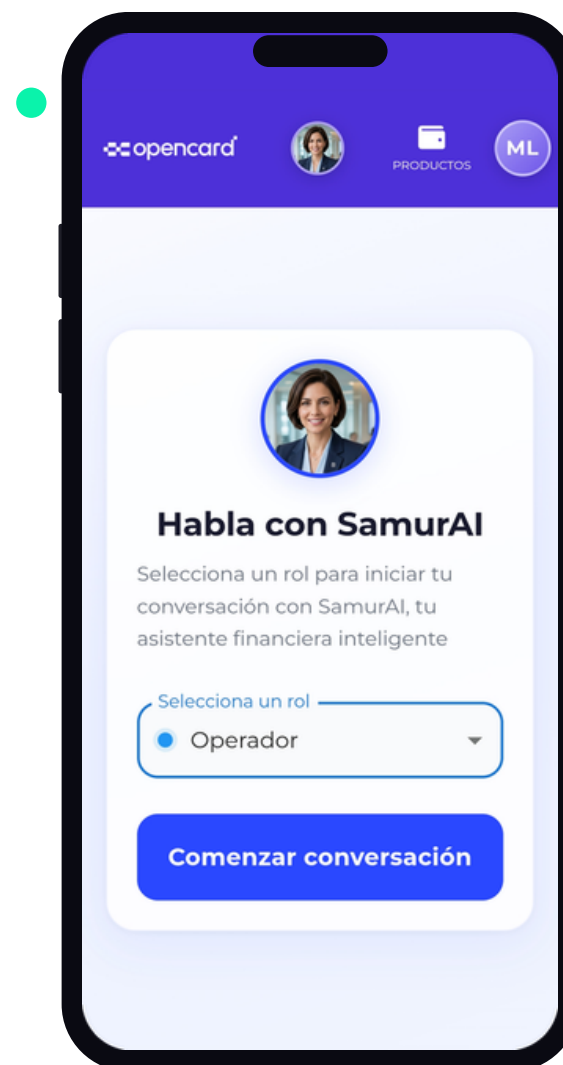 opencard
PRODUCTOS
ML
Habla con SamurAI
Selecciona un rol para iniciar tu
conversación con SamurAI, tu
asistente financiera inteligente
Selecciona un rol
Operador
Comenzar conversación